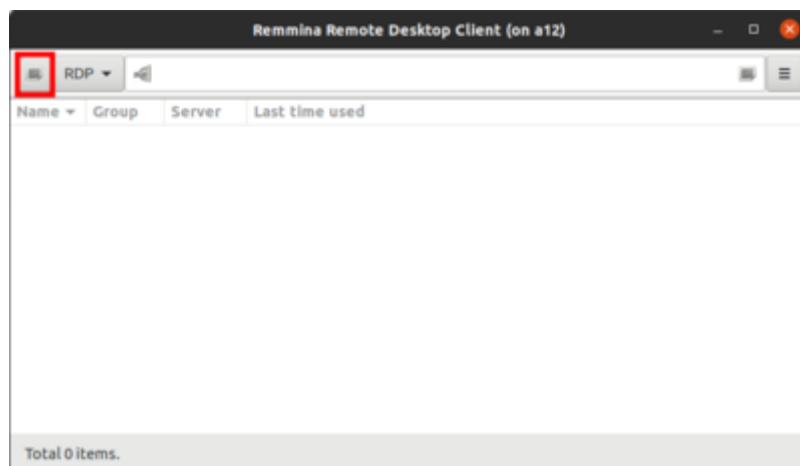 Remmina Remote Desktop Client (on a12)
RDP
Name Group Server Last time used
Total 0 items.